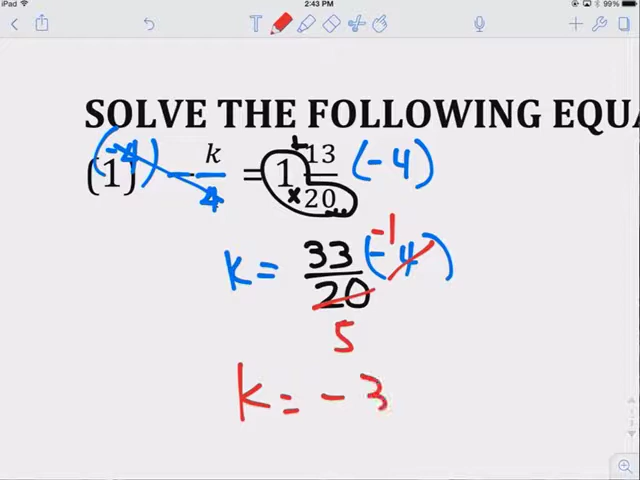 iPad 2:43 PM 99%
SOLVE THE FOLLOWING EQUA
(1) (-4) - k/4 = 1 13/20 (-4)
k = 33/20 (-4) -1
5
k = - 3